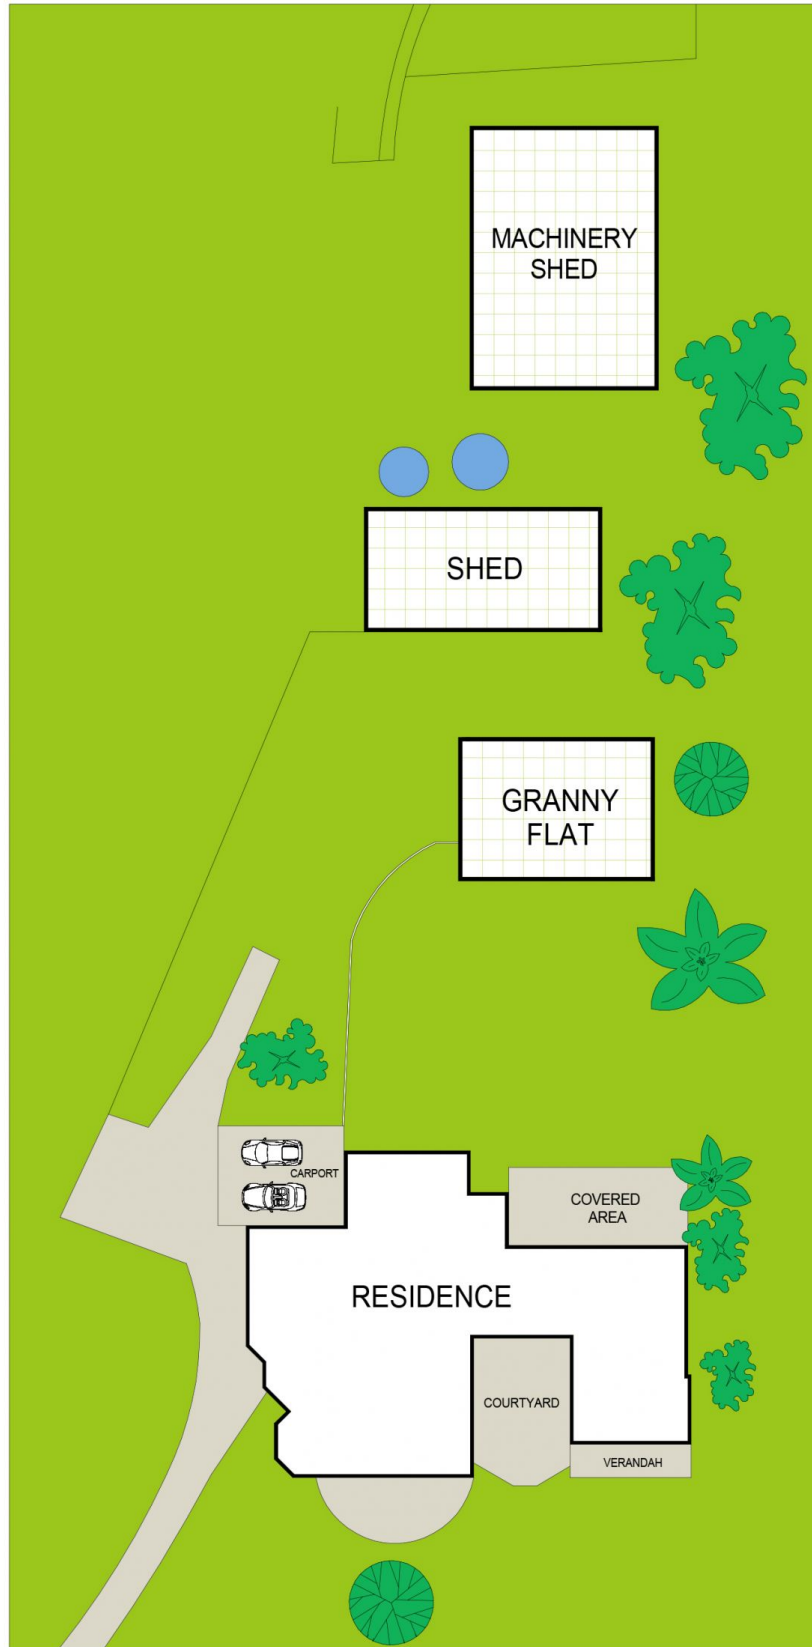 MACHINERY
SHED
SHED
GRANNY
FLAT
CARPORT
COVERED
AREA
RESIDENCE
COURTYARD
VERANDAH